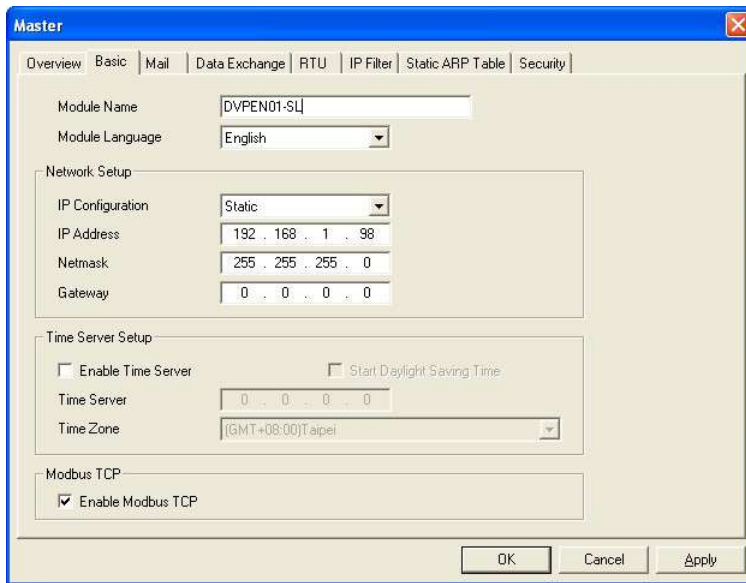 Master
Overview Basic Mail Data Exchange RTU IP Filter Static ARP Table Security
Module Name DVPEN01-SL
Module Language English
Network Setup
IP Configuration Static
IP Address 192 . 168 . 1 . 98
Netmask 255 . 255 . 255 . 0
Gateway 0 . 0 . 0 . 0
Time Server Setup
Enable Time Server Start Daylight Saving Time
Time Server 0 . 0 . 0 . 0
Time Zone (GMT+08:00)Taipei
Modbus TCP
Enable Modbus TCP
OK Cancel Apply